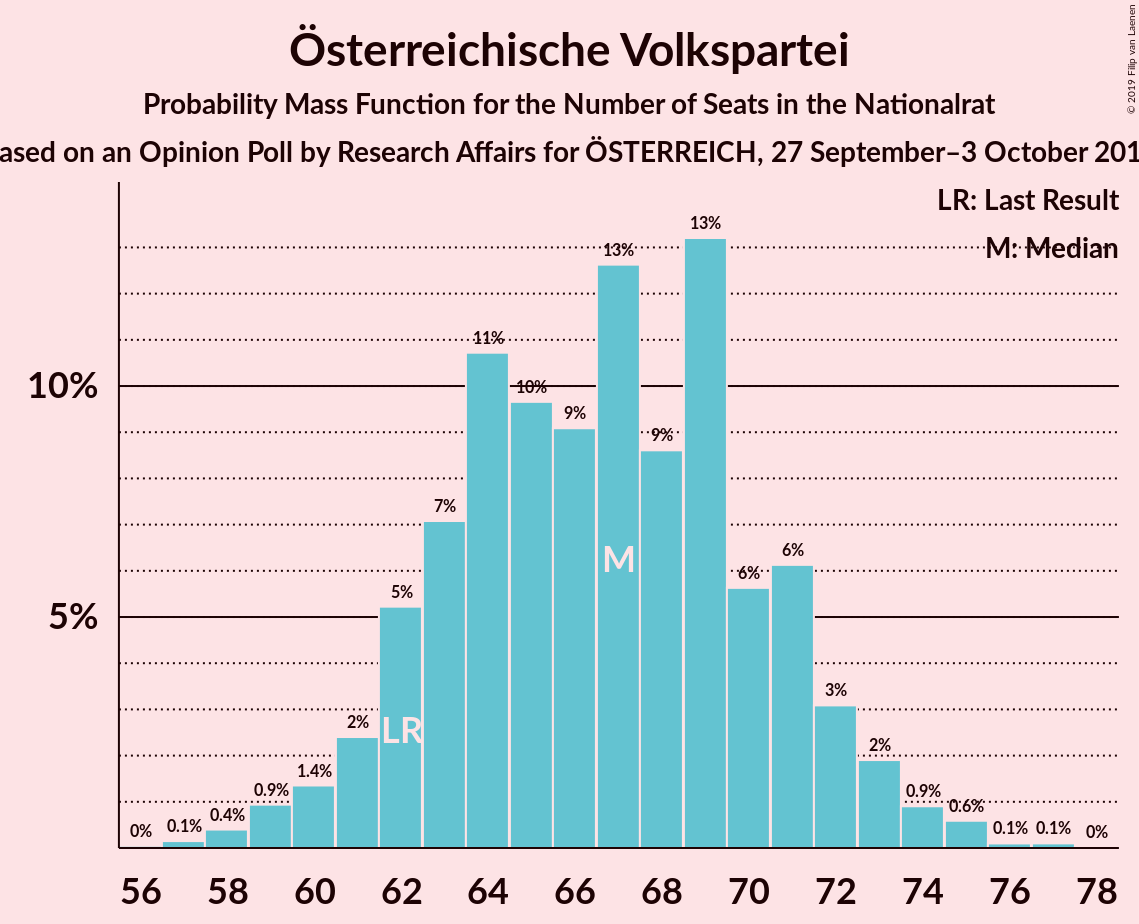 Österreichische Volkspartei
Probability Mass Function for the Number of Seats in the Nationalrat
ased on an Opinion Poll by Research Affairs for ÖSTERREICH, 27 September–3 October 201
© 2019 Filip van Laenen
LR: Last Result
M: Median
13%
13%
11%
10%
10%
9%
9%
7%
M
6%
6%
5%
5%
3%
LR
2%
2%
1.4%
0.9%
0.9%
0.6%
0.4%
0.1%
0.1%
0.1%
0%
0%
56 58 60 62 64 66 68 70 72 74 76 78